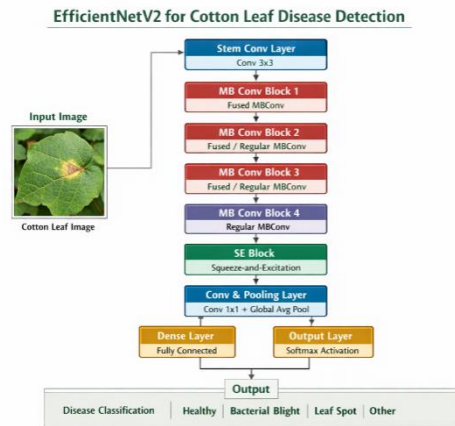 EfficientNetV2 for Cotton Leaf Disease Detection
Stem Conv Layer
Conv 3x3
Input Image
Cotton Leaf Image
MB Conv Block 1
Fused MBConv
MB Conv Block 2
Fused / Regular MBConv
MB Conv Block 3
Fused / Regular MBConv
MB Conv Block 4
Regular MBConv
SE Block
Squeeze-and-Excitation
Conv & Pooling Layer
Conv 1x1 + Global Avg Pool
Dense Layer
Fully Connected
Output Layer
Softmax Activation
Output
Disease Classification Healthy Bacterial Blight Leaf Spot Other